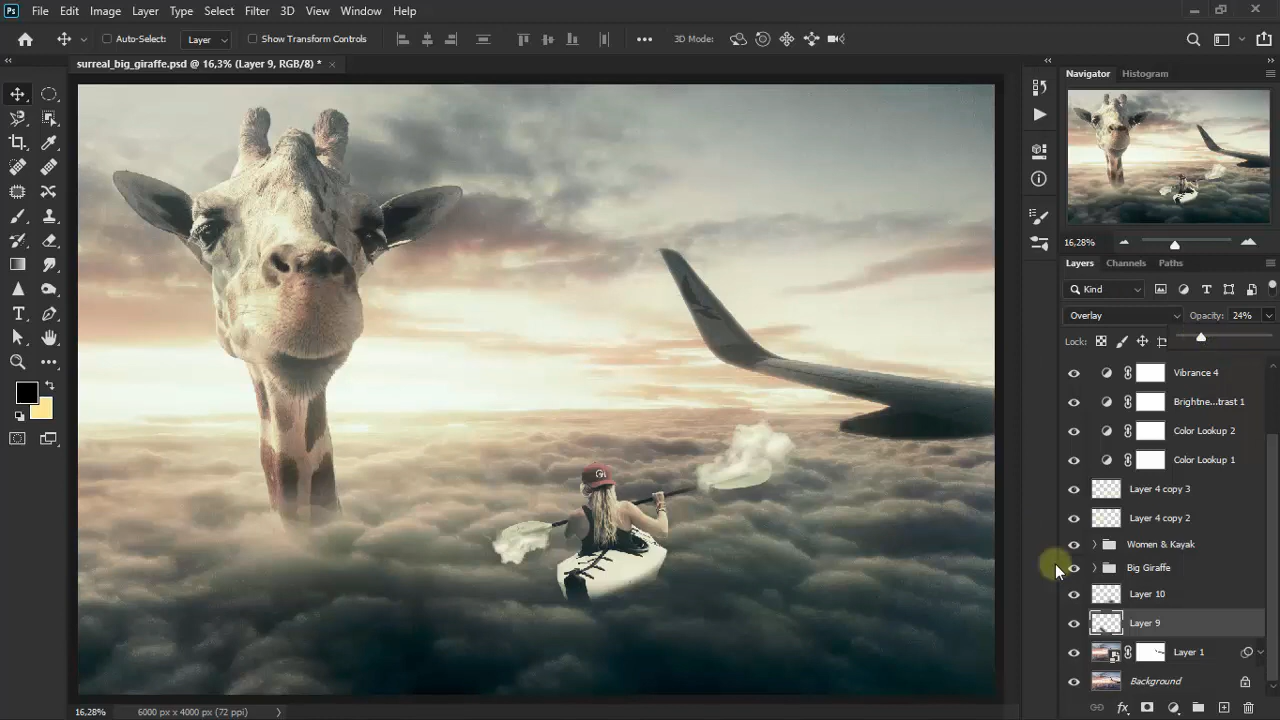 Ps File Edit Image Layer Type Select Filter 3D View Window Help
Auto-Select: Layer Show Transform Controls 3D Mode:
surreal_big_giraffe.psd @ 16,3% (Layer 9, RGB/8) *
Navigator Histogram
16,28%
Layers Channels Paths
Kind
Overlay Opacity: 24%
Lock:
Vibrance 4
Brightne...trast 1
Color Lookup 2
Color Lookup 1
Layer 4 copy 3
Layer 4 copy 2
Women & Kayak
Big Giraffe
Layer 10
Layer 9
Layer 1
Background
16,28% 6000 px x 4000 px (72 ppi)